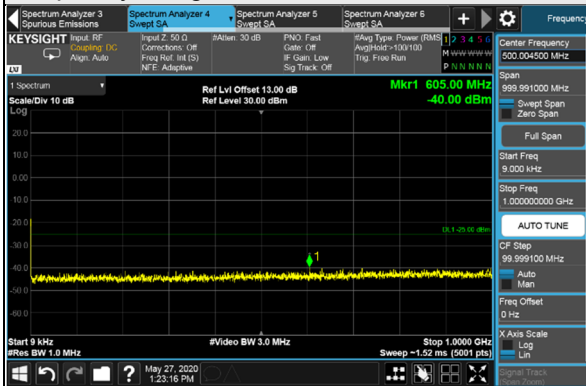 Spectrum Analyzer 3
Spurious Emissions
Spectrum Analyzer 4
Swept SA
Spectrum Analyzer 5
Swept SA
Spectrum Analyzer 6
Swept SA
+
Frequency
KEYSIGHT
Input: RF
Coupling: DC
Align: Auto
Input Z: 50 Ω
Corrections: Off
Freq Ref: Int (S)
NFE: Adaptive
#Atten: 30 dB
PNO: Fast
Gate: Off
IF Gain: Low
Sig Track: Off
#Avg Type: Power (RMS
Avg|Hold:>100/100
Trig: Free Run
1 2 3 4 5 6
M W W W W W
P N N N N N
LU
1 Spectrum
Scale/Div 10 dB
Log
Ref Lvl Offset 13.00 dB
Ref Level 30.00 dBm
Mkr1 605.00 MHz
-40.00 dBm
20.0
10.0
0.00
-10.0
-20.0
-30.0
-40.0
-50.0
-60.0
DL1 -25.00 dBm
1
Start 9 kHz
#Res BW 1.0 MHz
#Video BW 3.0 MHz
Stop 1.0000 GHz
Sweep ~1.52 ms (5001 pts)
Center Frequency
500.004500 MHz
Span
999.991000 MHz
Swept Span
Zero Span
Full Span
Start Freq
9.000 kHz
Stop Freq
1.000000000 GHz
AUTO TUNE
CF Step
99.999100 MHz
Auto
Man
Freq Offset
0 Hz
X Axis Scale
Log
Lin
Signal Track
(Span Zoom)
?
May 27, 2020
1:23:16 PM